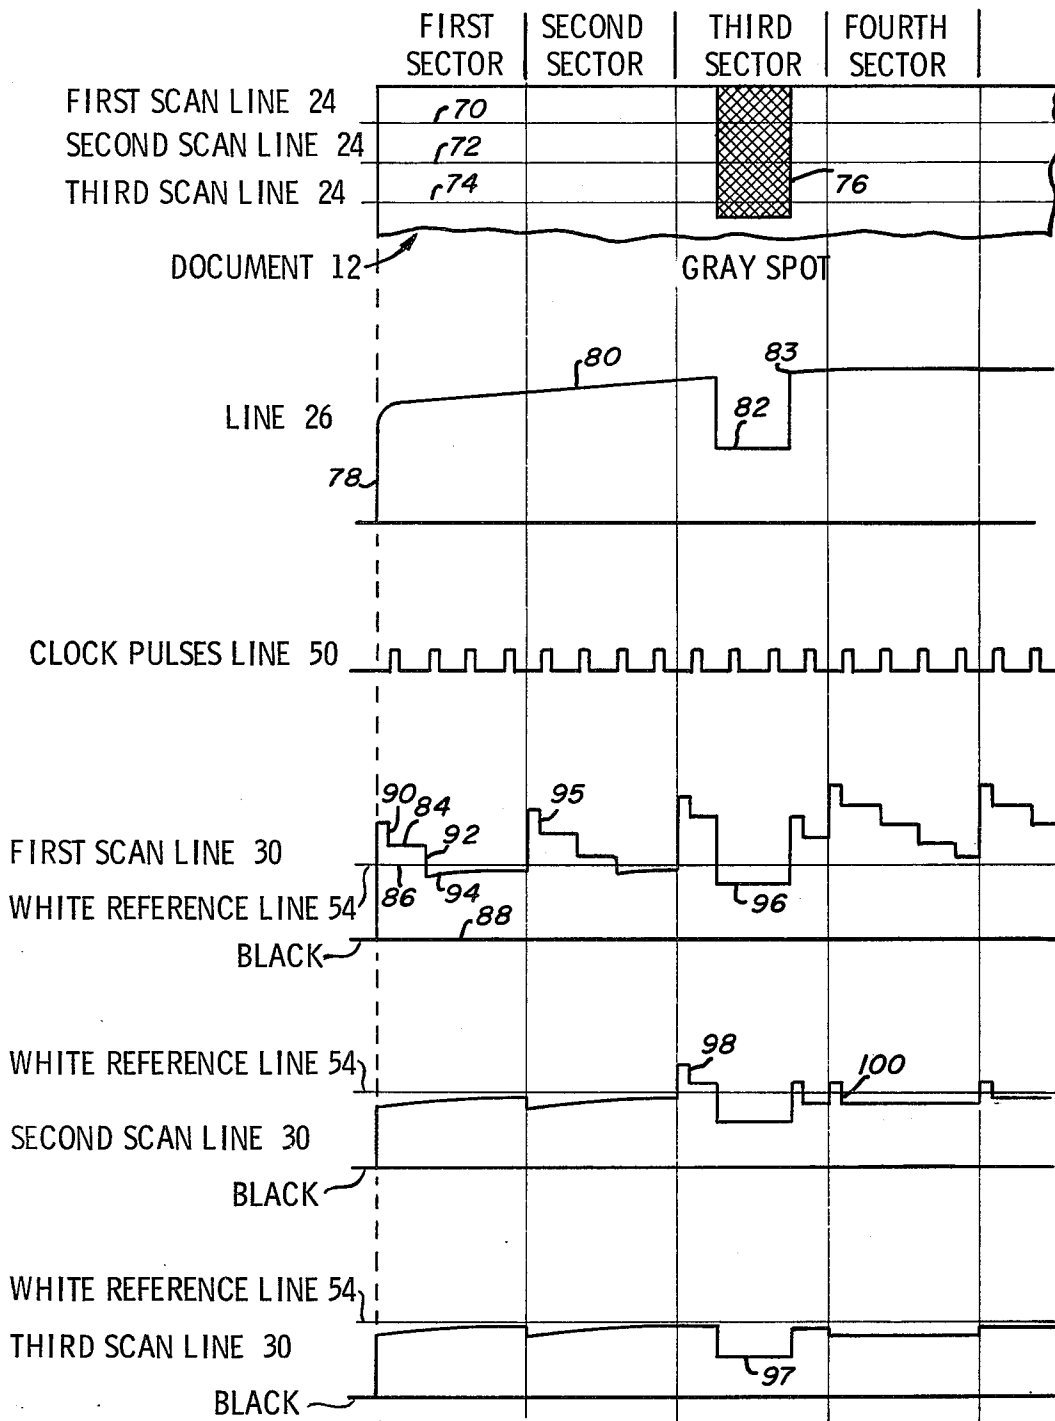 FIRST SECTOR
SECOND SECTOR
THIRD SECTOR
FOURTH SECTOR
FIRST SCAN LINE 24
70
SECOND SCAN LINE 24
72
THIRD SCAN LINE 24
74
76
DOCUMENT 12
GRAY SPOT
80
83
LINE 26
82
78
CLOCK PULSES LINE 50
90
84
95
92
FIRST SCAN LINE 30
86
94
96
WHITE REFERENCE LINE 54
88
BLACK
98
100
WHITE REFERENCE LINE 54
SECOND SCAN LINE 30
BLACK
WHITE REFERENCE LINE 54
THIRD SCAN LINE 30
97
BLACK